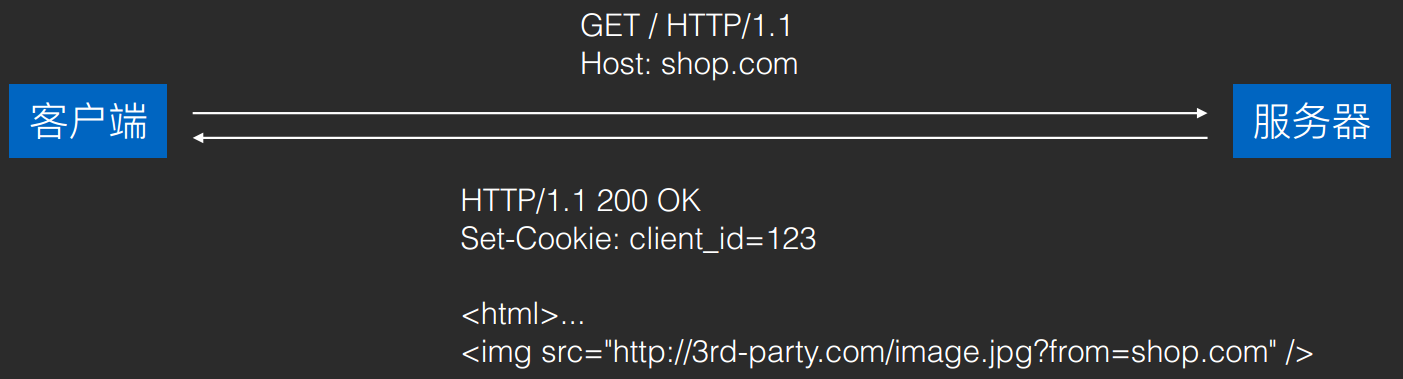 GET / HTTP/1.1
Host: shop.com
客户端
服务器
HTTP/1.1 200 OK
Set-Cookie: client_id=123
<html>...
<img src="http://3rd-party.com/image.jpg?from=shop.com" />